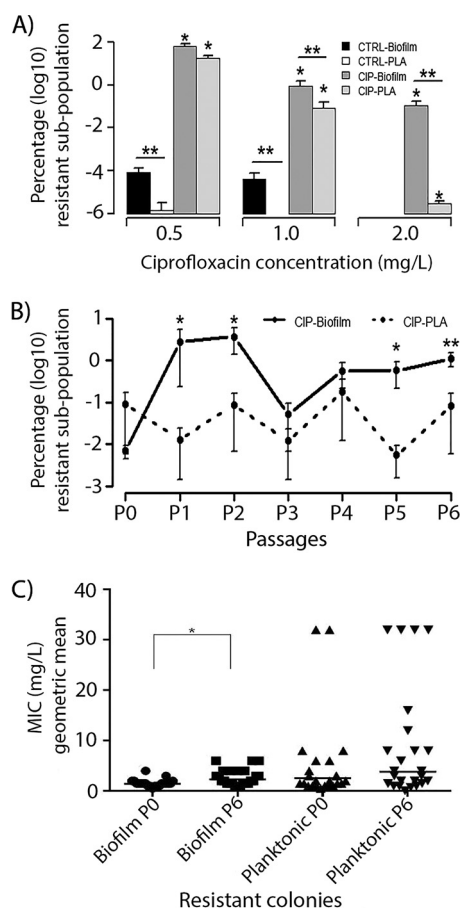 A)
Percentage (log10)
resistant sub-population
2
0
-2
-4
-6
CTRL-Biofilm
CTRL-PLA
CIP-Biofilm
CIP-PLA
**
*
*
**
**
*
*
**
*
*
0.5
1.0
2.0
Ciprofloxacin concentration (mg/L)
B)
Percentage (log10)
resistant sub-population
1
0
-1
-2
-3
CIP-Biofilm
CIP-PLA
*
*
*
**
P0
P1
P2
P3
P4
P5
P6
Passages
C)
MIC (mg/L)
geometric mean
40
30
20
10
0
*
Biofilm P0
Biofilm P6
Planktonic P0
Planktonic P6
Resistant colonies